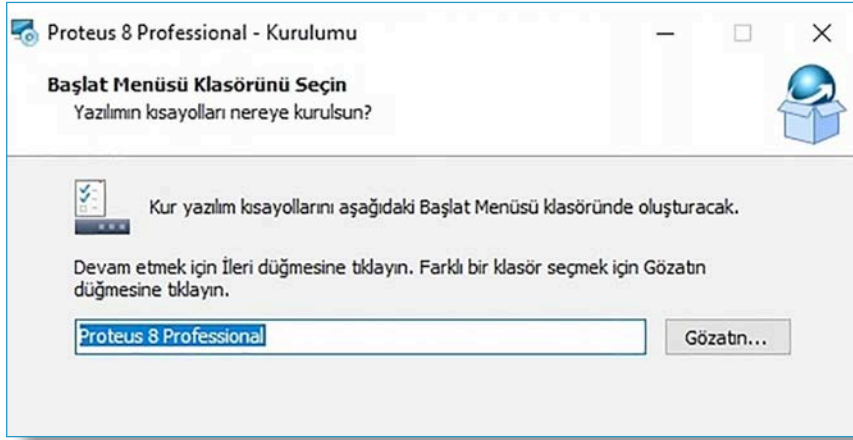 Proteus 8 Professional - Kurulumu
Başlat Menüsü Klasörünü Seçin
Yazılımın kısayolları nereye kurulsun?
Kur yazılım kısayollarını aşağıdaki Başlat Menüsü klasöründe oluşturacak.
Devam etmek için İleri düğmesine tıklayın. Farklı bir klasör seçmek için Gözatın
düğmesine tıklayın.
Proteus 8 Professional
Gözatın...